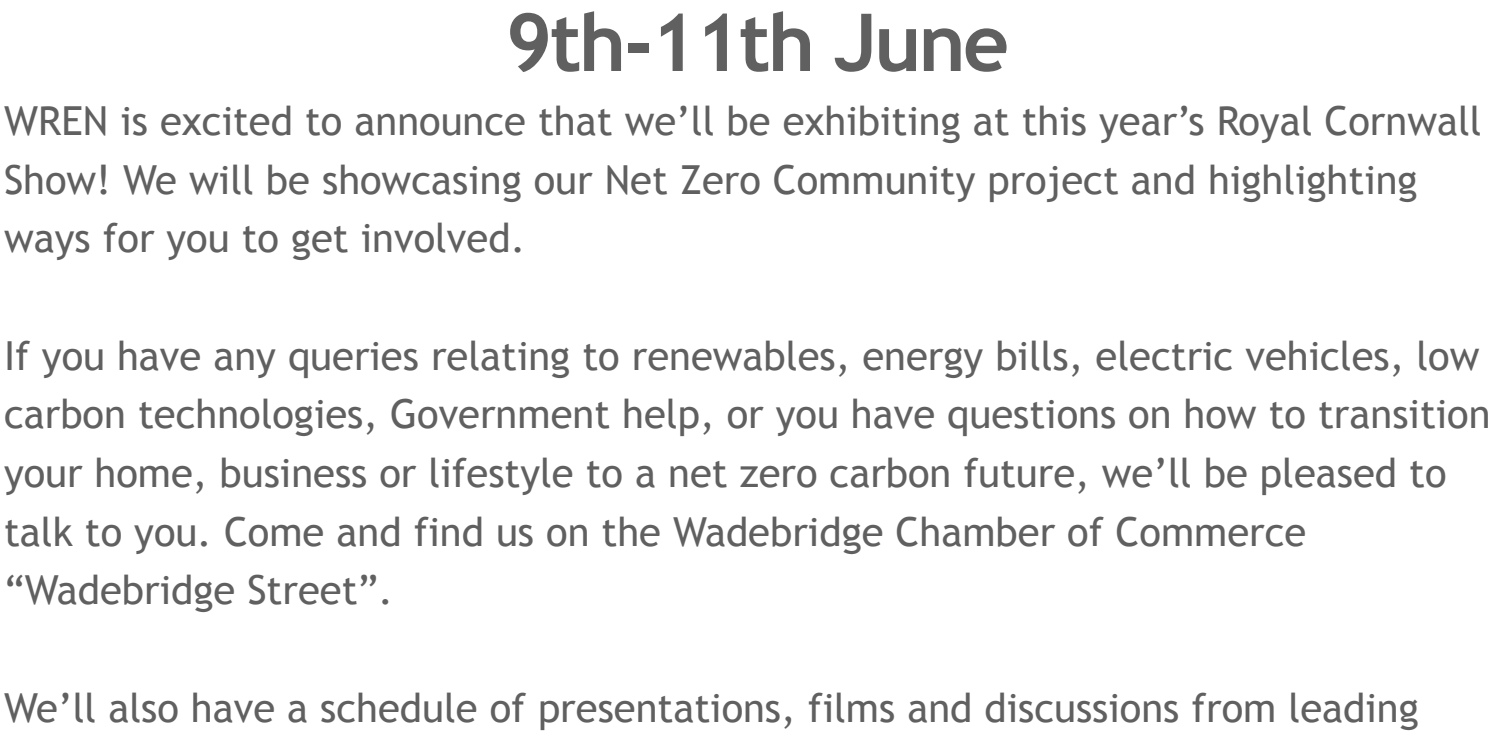 9th-11th June
WREN is excited to announce that we’ll be exhibiting at this year’s Royal Cornwall
Show! We will be showcasing our Net Zero Community project and highlighting
ways for you to get involved.
If you have any queries relating to renewables, energy bills, electric vehicles, low
carbon technologies, Government help, or you have questions on how to transition
your home, business or lifestyle to a net zero carbon future, we’ll be pleased to
talk to you. Come and find us on the Wadebridge Chamber of Commerce
“Wadebridge Street”.
We’ll also have a schedule of presentations, films and discussions from leading